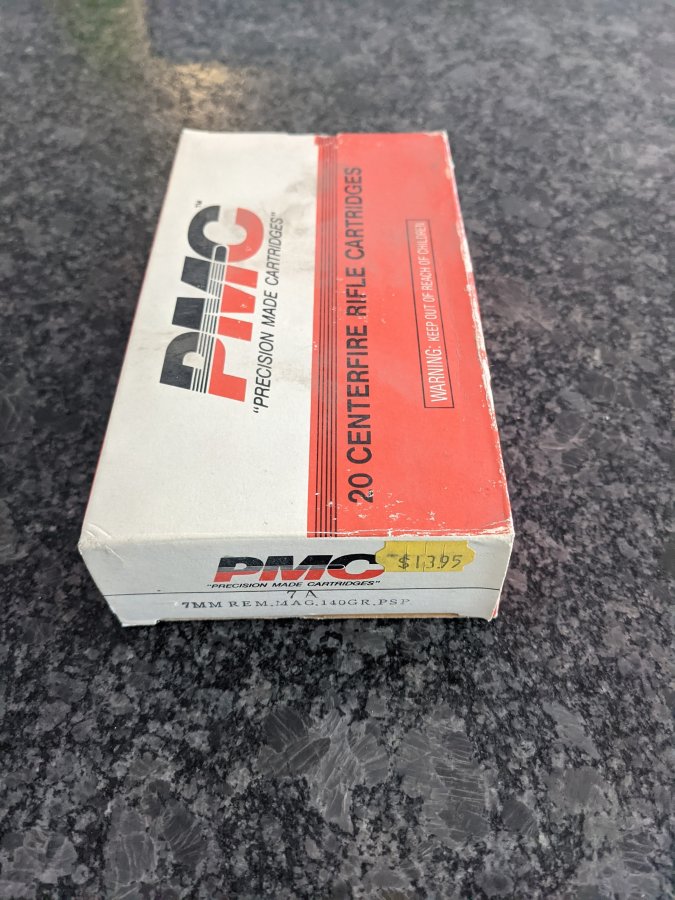 PMC™
"PRECISION MADE CARTRIDGES"
20 CENTERFIRE RIFLE CARTRIDGES
WARNING: KEEP OUT OF REACH OF CHILDREN
PMC
"PRECISION MADE CARTRIDGES"
$13.95
7A
7MM REM.MAG.140GR.PSP